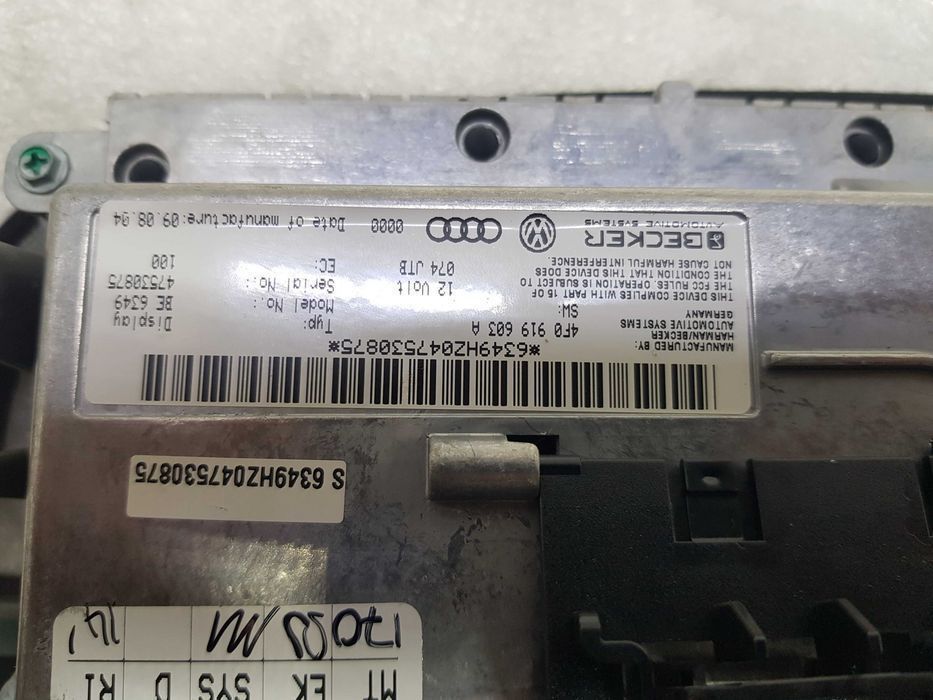 MT EK SYS D RI
14
S 6349HZ047530875
*6349HZ047530875*
MANUFACTURED BY:
HARMAN/BECKER
AUTOMOTIVE SYSTEMS
GERMANY
THIS DEVICE COMPLIES WITH PART 15 OF
THE FCC RULES. OPERATION IS SUBJECT TO
THE CONDITION THAT THIS DEVICE DOES
NOT CAUSE HARMFUL INTERFERENCE.
BECKER
AUTOMOTIVE SYSTEMS
4F0 919 603 A
SW:
12 Volt
074 JTB
0000
Typ: Display
Model No.: BE 6349
Serial No.: 47530875
EC: 100
Date of manufacture: 09.08.04